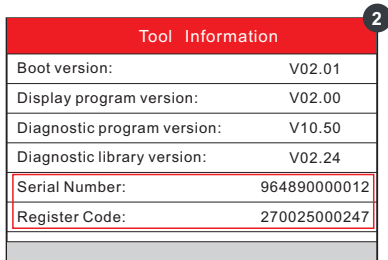 2
Tool Information
Boot version: V02.01
Display program version: V02.00
Diagnostic program version: V10.50
Diagnostic library version: V02.24
Serial Number: 964890000012
Register Code: 270025000247